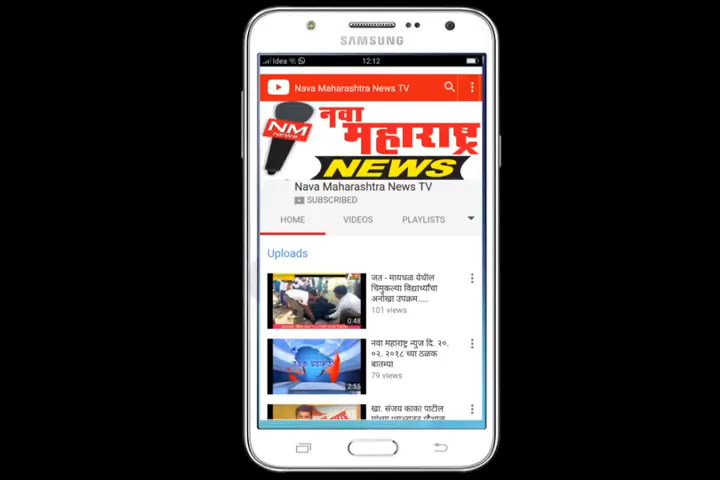 SAMSUNG
Idea
12:12
Nava Maharashtra News TV
NM
NEWS
नवा
महाराष्ट्र
NEWS
Nava Maharashtra News TV
SUBSCRIBED
HOME VIDEOS PLAYLISTS
Uploads
जत - मायथळ येथील
चिमुकल्या विद्यार्थ्यांचा
अनोखा उपक्रम.....
101 views
0:48
नवा महाराष्ट्र न्युज दि. २०.
०२. २०१८ च्या ठळक
बातम्या
79 views
2:55
खा. संजय काका पाटील